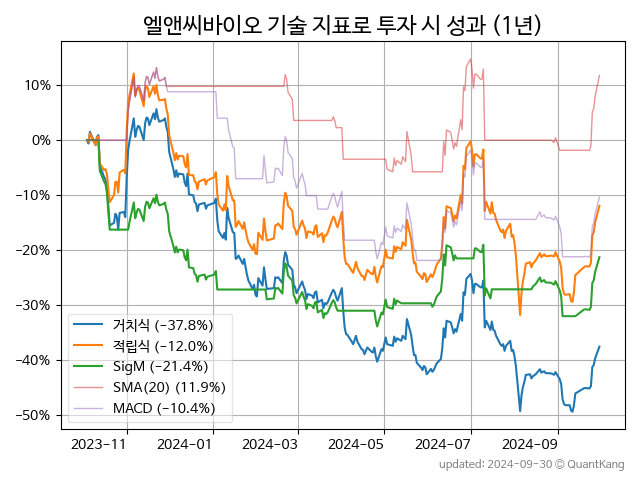 엘앤씨바이오 기술 지표로 투자 시 성과 (1년)
10%
0%
−10%
−20%
−30%
−40%
−50%
거치식 (−37.8%)
적립식 (−12.0%)
SigM (−21.4%)
SMA(20) (11.9%)
MACD (−10.4%)
2023-11 2024-01 2024-03 2024-05 2024-07 2024-09
updated: 2024-09-30 © QuantKang